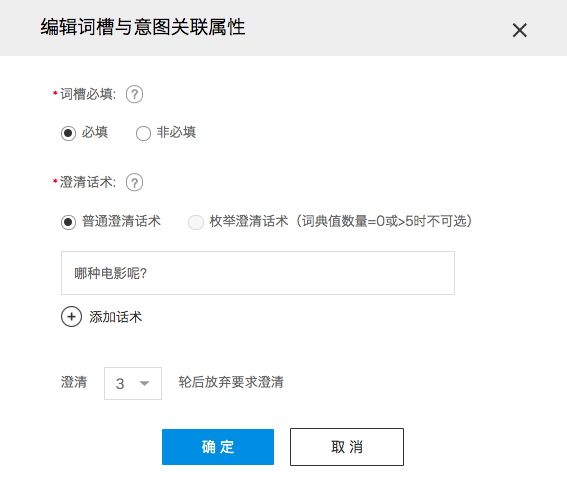 编辑词槽与意图关联属性
*词槽必填: ?
必填 非必填
*澄清话术: ?
普通澄清话术 枚举澄清话术（词典值数量=0或>5时不可选）
哪种电影呢?
添加话术
澄清 3 轮后放弃要求澄清
确定 取消